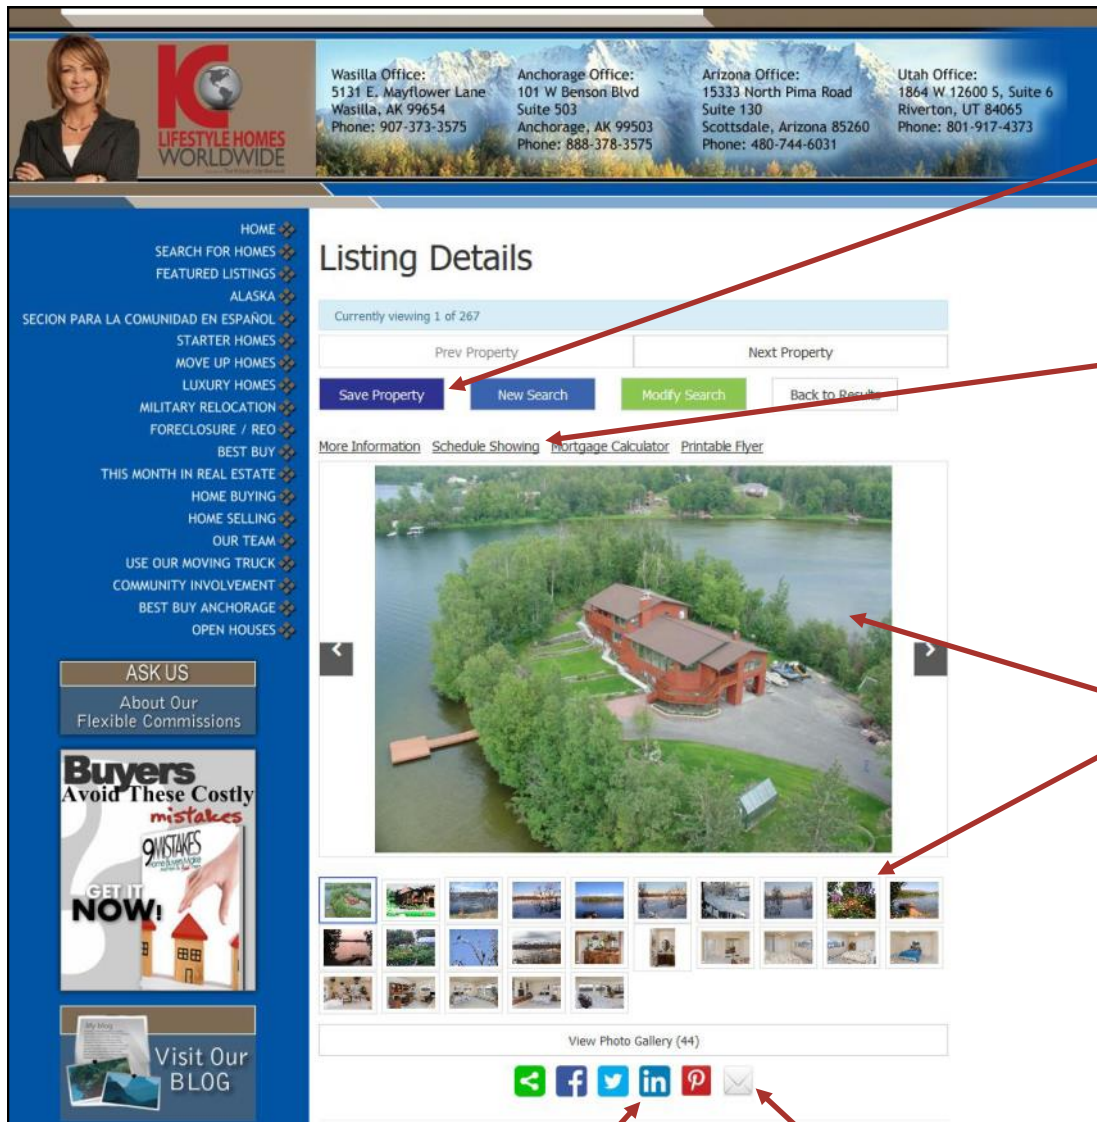 IC
LIFESTYLE HOMES
WORLDWIDE
Wasilla Office:
5131 E. Mayflower Lane
Wasilla, AK 99654
Phone: 907-373-3575
Anchorage Office:
101 W Benson Blvd
Suite 503
Anchorage, AK 99503
Phone: 888-378-3575
Arizona Office:
15333 North Pima Road
Suite 130
Scottsdale, Arizona 85260
Phone: 480-744-6031
Utah Office:
1864 W 12600 S, Suite 6
Riverton, UT 84065
Phone: 801-917-4373
HOME
SEARCH FOR HOMES
FEATURED LISTINGS
ALASKA
SECION PARA LA COMUNIDAD EN ESPAÑOL
STARTER HOMES
MOVE UP HOMES
LUXURY HOMES
MILITARY RELOCATION
FORECLOSURE / REO
BEST BUY
THIS MONTH IN REAL ESTATE
HOME BUYING
HOME SELLING
OUR TEAM
USE OUR MOVING TRUCK
COMMUNITY INVOLVEMENT
BEST BUY ANCHORAGE
OPEN HOUSES
ASK US
About Our
Flexible Commissions
Buyers
Avoid These Costly
mistakes
9 MISTAKES
Home Buyers Make
GET IT
NOW!
My blog
Visit Our
BLOG
Listing Details
Currently viewing 1 of 267
Prev Property Next Property
Save Property New Search Modify Search Back to Results
More Information Schedule Showing Mortgage Calculator Printable Flyer
View Photo Gallery (44)
f in P